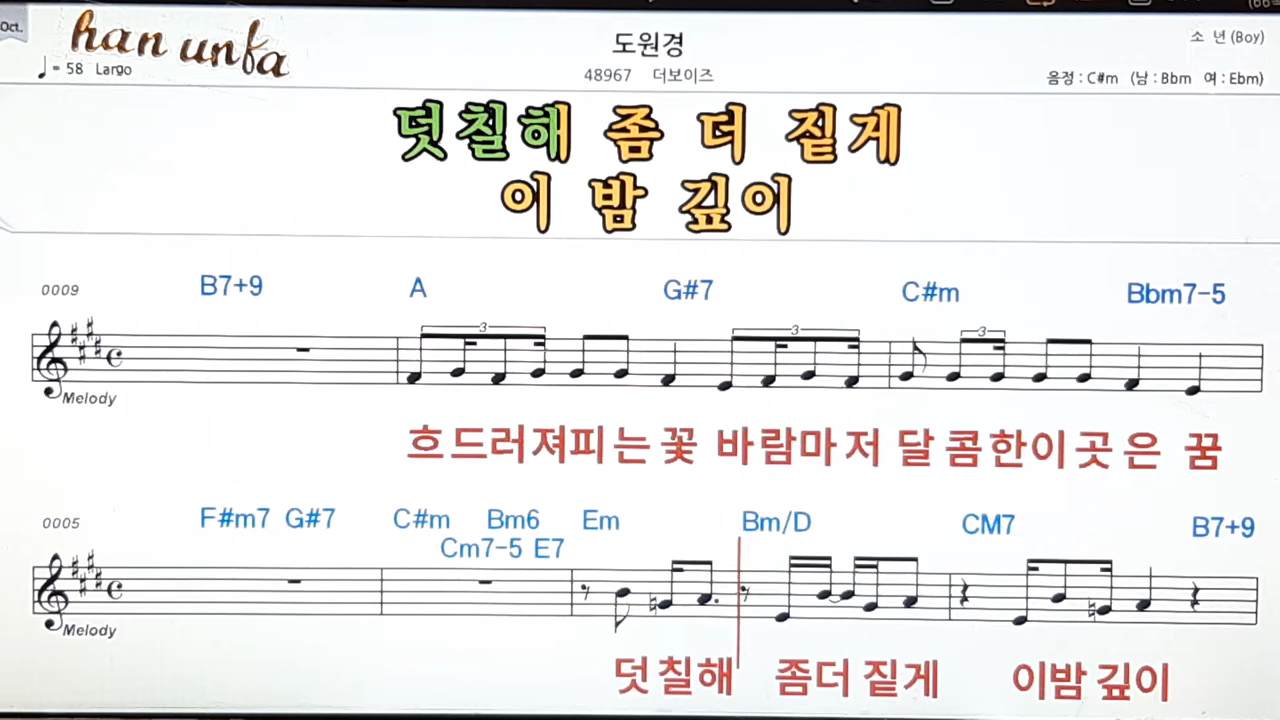 Oct.
han unfa
♩= 58 Largo
도원경
48967 더보이즈
소 년 (Boy)
음정 : C#m (남 : Bbm 여 : Ebm)
덧칠해 좀 더 짙게
이 밤 깊이
0009 B7+9 A G#7 C#m Bbm7-5
3 3 3
Melody
흐드러져피는꽃 바람마저 달콤한이곳은 꿈
0005 F#m7 G#7 C#m Bm6 Em Bm/D CM7 B7+9
Cm7-5 E7
Melody
덧칠해 좀더 짙게 이밤 깊이